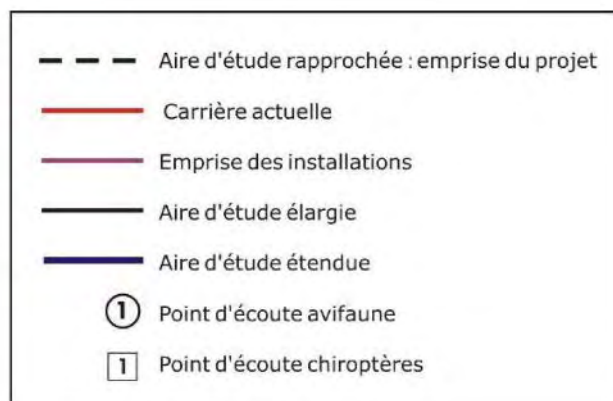 Aire d'étude rapprochée : emprise du projet
Carrière actuelle
Emprise des installations
Aire d'étude élargie
Aire d'étude étendue
1 Point d'écoute avifaune
1 Point d'écoute chiroptères